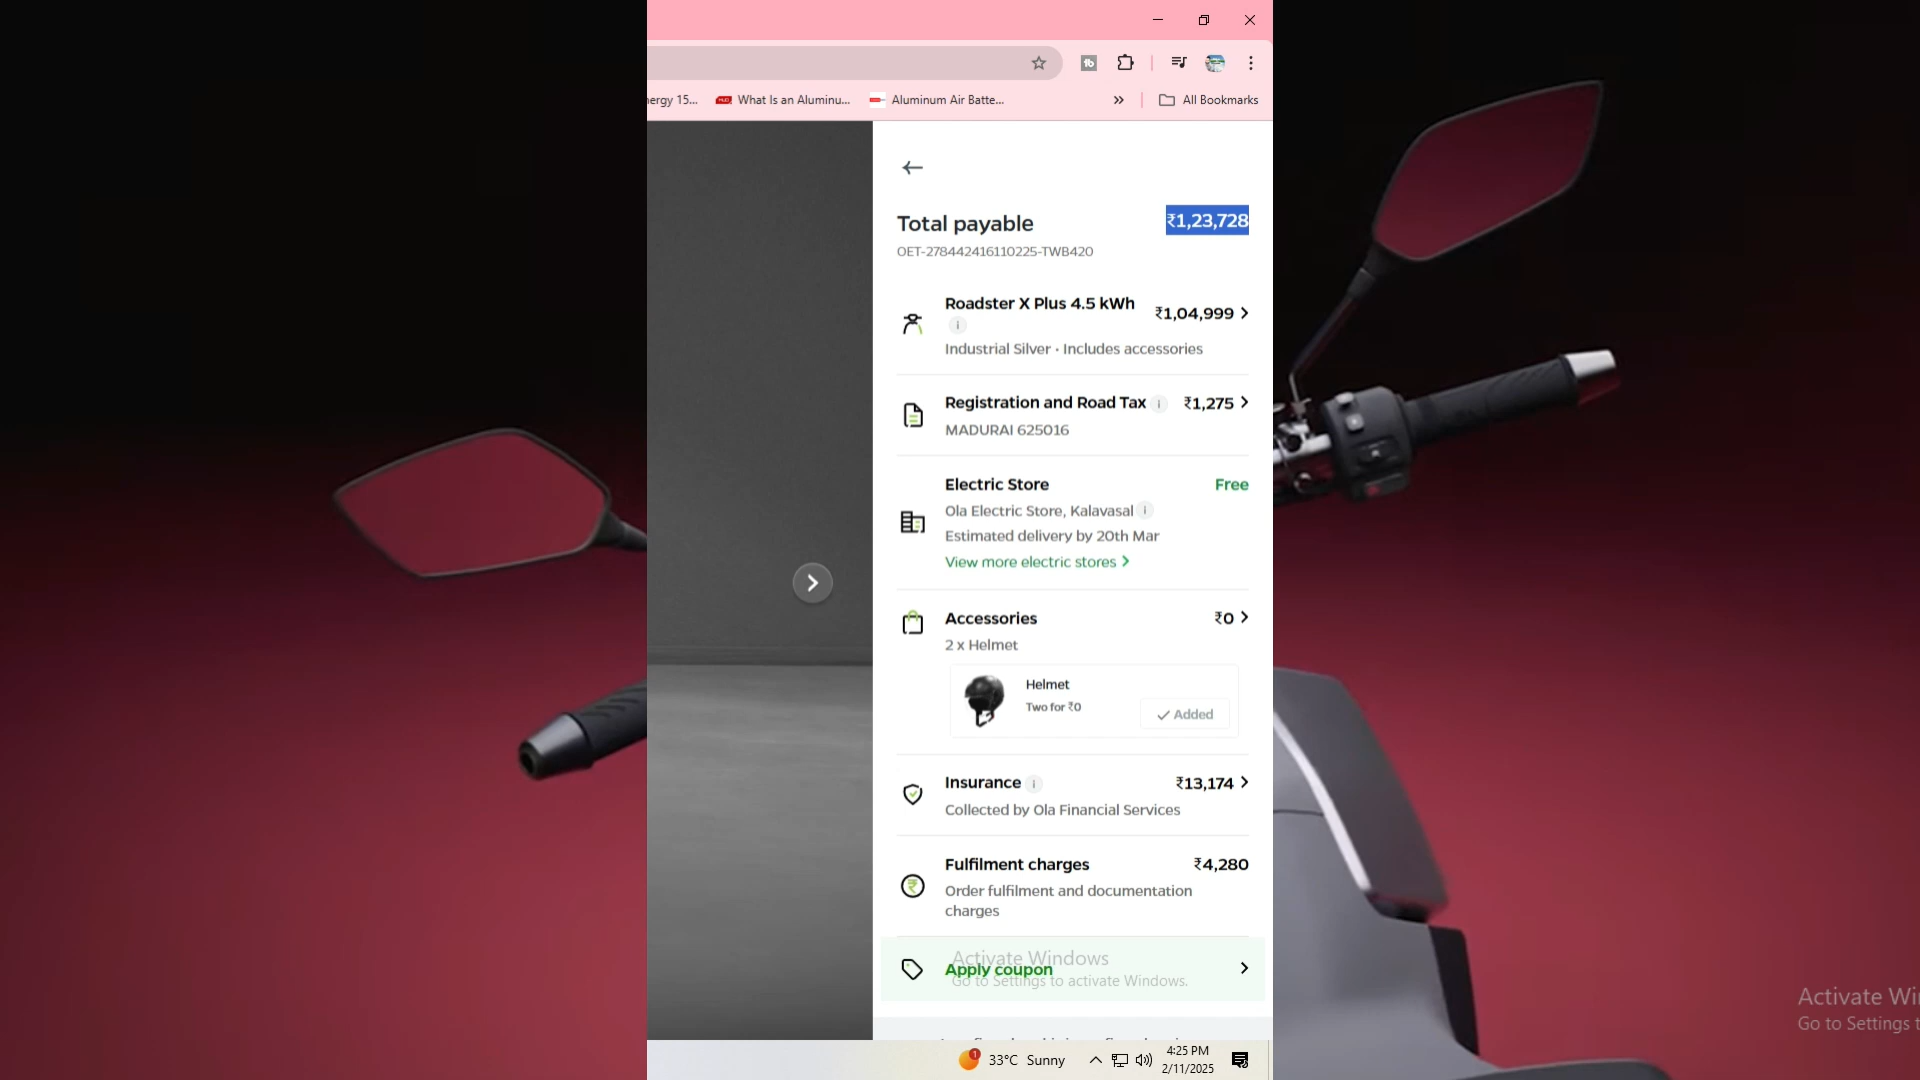 nergy 15...
What Is an Aluminu...
Aluminum Air Batte...
All Bookmarks
Total payable
₹1,23,728
OET-278442416110225-TWB420
Roadster X Plus 4.5 kWh
₹1,04,999
Industrial Silver • Includes accessories
Registration and Road Tax
₹1,275
MADURAI 625016
Electric Store
Free
Ola Electric Store, Kalavasal
Estimated delivery by 20th Mar
View more electric stores
Accessories
₹0
2 x Helmet
Helmet
Two for ₹0
Added
Insurance
₹13,174
Collected by Ola Financial Services
Fulfilment charges
₹4,280
Order fulfilment and documentation
charges
Apply coupon
Activate Windows
Go to Settings to activate Windows.
33°C Sunny
4:25 PM
2/11/2025
Activate Wi
Go to Settings t